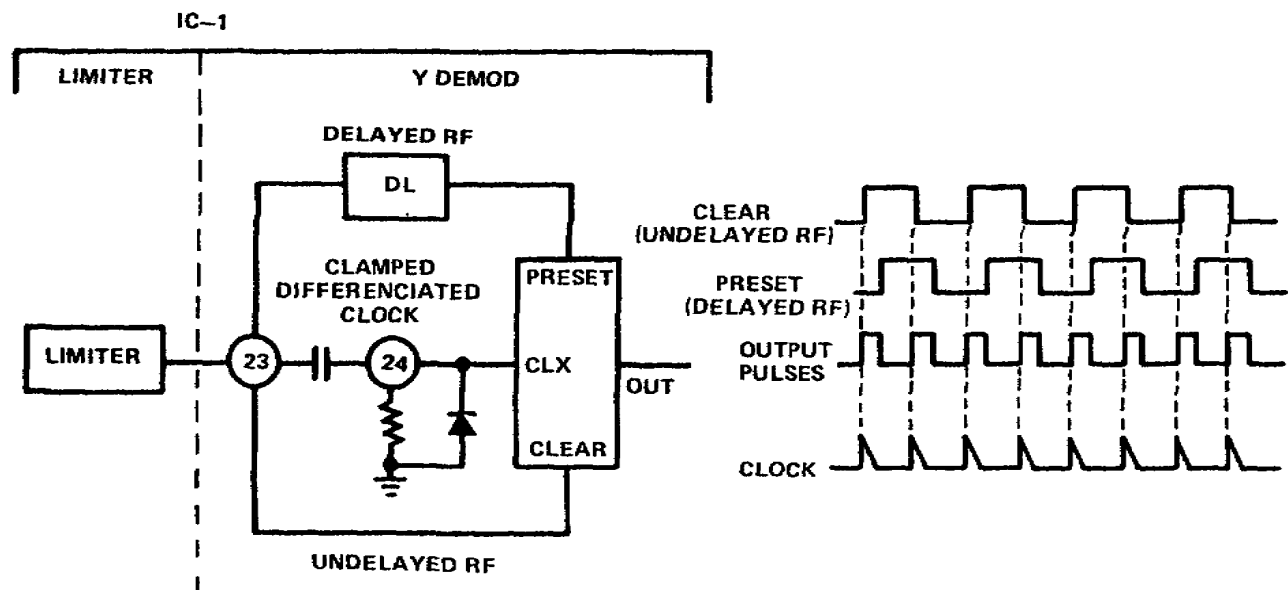 IC-1
LIMITER
Y DEMOD
DELAYED RF
DL
CLAMPED
DIFFERENCIATED
CLOCK
PRESET
LIMITER
23
24
CLX
OUT
CLEAR
UNDELAYED RF
CLEAR
(UNDELAYED RF)
PRESET
(DELAYED RF)
OUTPUT
PULSES
CLOCK